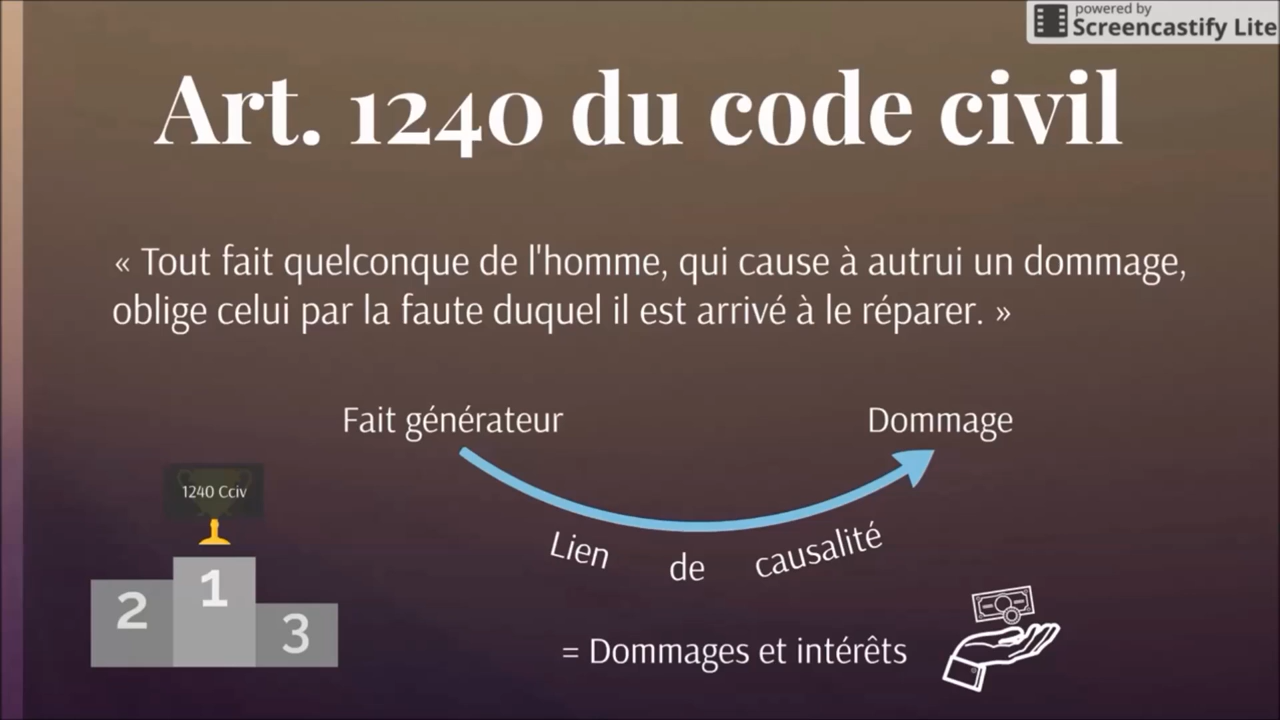 powered by
Screencastify Lite
Art. 1240 du code civil
« Tout fait quelconque de l'homme, qui cause à autrui un dommage,
oblige celui par la faute duquel il est arrivé à le réparer. »
Fait générateur
Dommage
Lien de causalité
1240 Cciv
1
2
3
= Dommages et intérêts